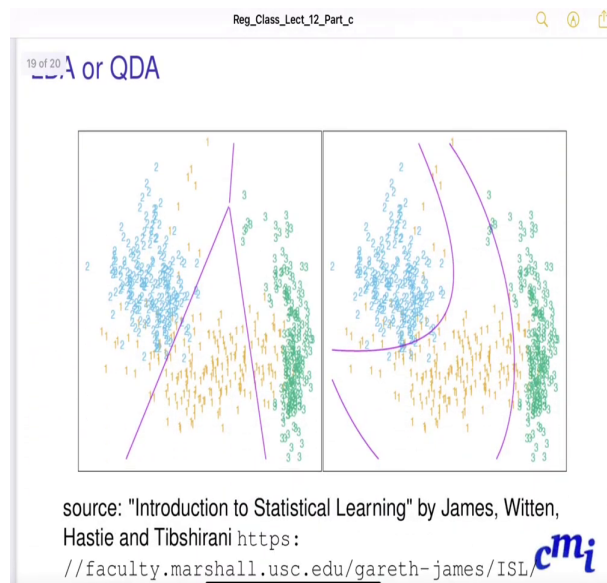 Reg_Class_Lect_12_Part_c
19 of 20
LDA or QDA
source: "Introduction to Statistical Learning" by James, Witten,
Hastie and Tibshirani https:
//faculty.marshall.usc.edu/gareth-james/ISL/
cmi